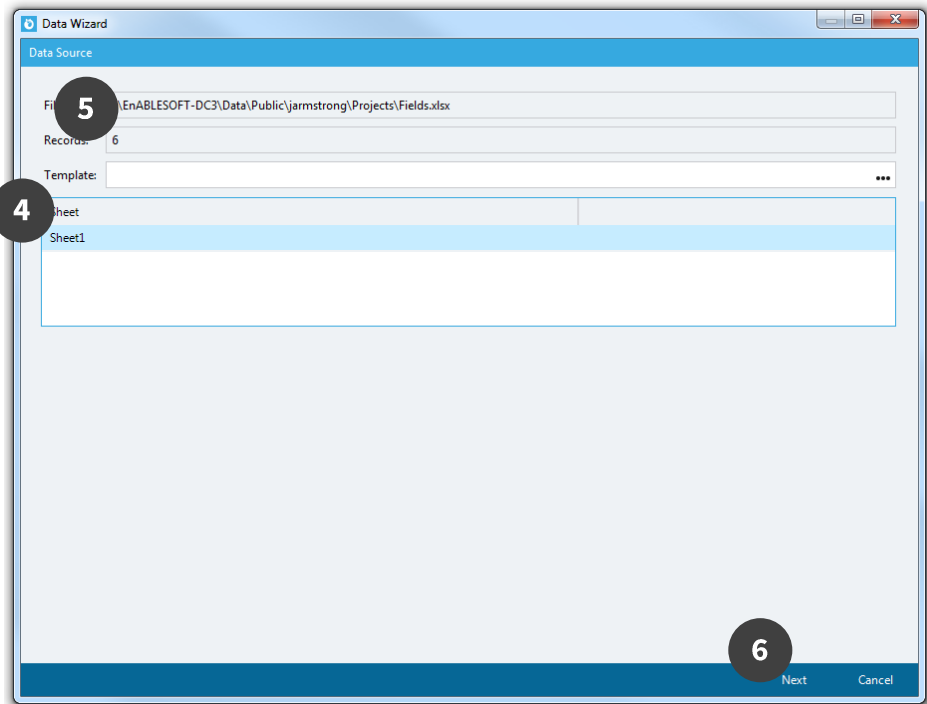 Data Wizard
Data Source
5
\EnABLESOFT-DC3\Data\Public\jarmstrong\Projects\Fields.xlsx
Records: 6
Template: •••
4
Sheet1
6
Next Cancel